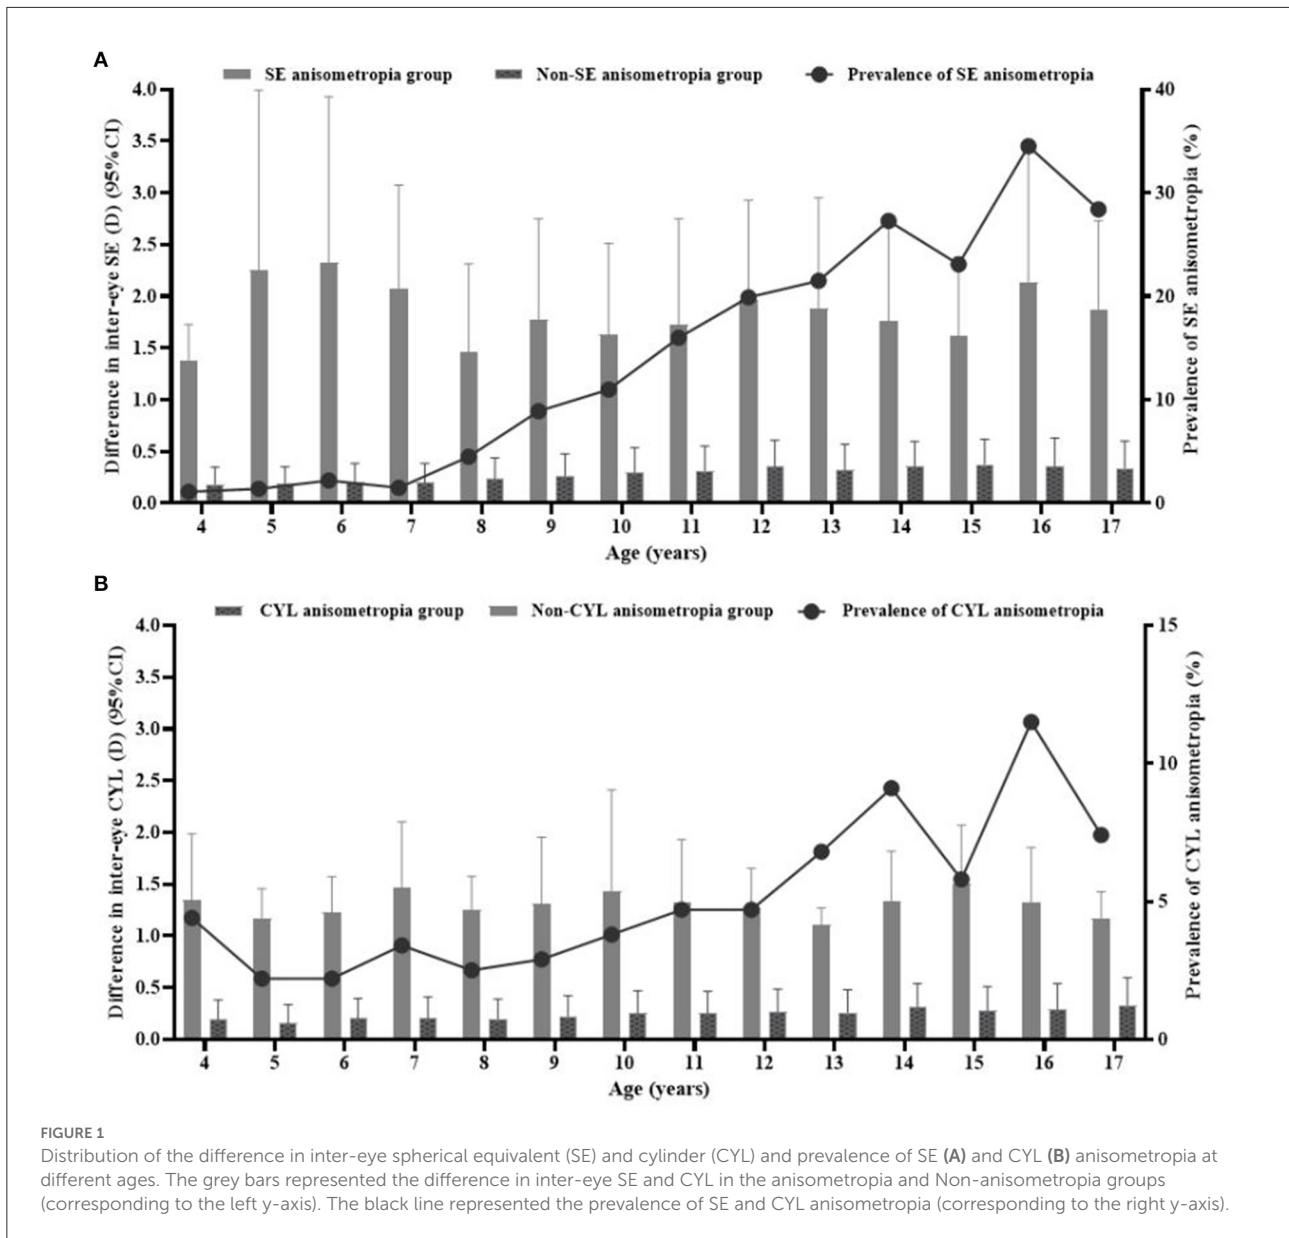 A
SE anisometropia group Non-SE anisometropia group Prevalence of SE anisometropia
Difference in inter-eye SE (D) (95%CI)
4.0
3.5
3.0
2.5
2.0
1.5
1.0
0.5
0.0
40
30
20
10
0
Prevalence of SE anisometropia (%)
4 5 6 7 8 9 10 11 12 13 14 15 16 17
Age (years)
B
CYL anisometropia group Non-CYL anisometropia group Prevalence of CYL anisometropia
Difference in inter-eye CYL (D) (95%CI)
4.0
3.5
3.0
2.5
2.0
1.5
1.0
0.5
0.0
15
10
5
0
Prevalence of CYL anisometropia (%)
4 5 6 7 8 9 10 11 12 13 14 15 16 17
Age (years)
FIGURE 1
Distribution of the difference in inter-eye spherical equivalent (SE) and cylinder (CYL) and prevalence of SE (A) and CYL (B) anisometropia at
different ages. The grey bars represented the difference in inter-eye SE and CYL in the anisometropia and Non-anisometropia groups
(corresponding to the left y-axis). The black line represented the prevalence of SE and CYL anisometropia (corresponding to the right y-axis).